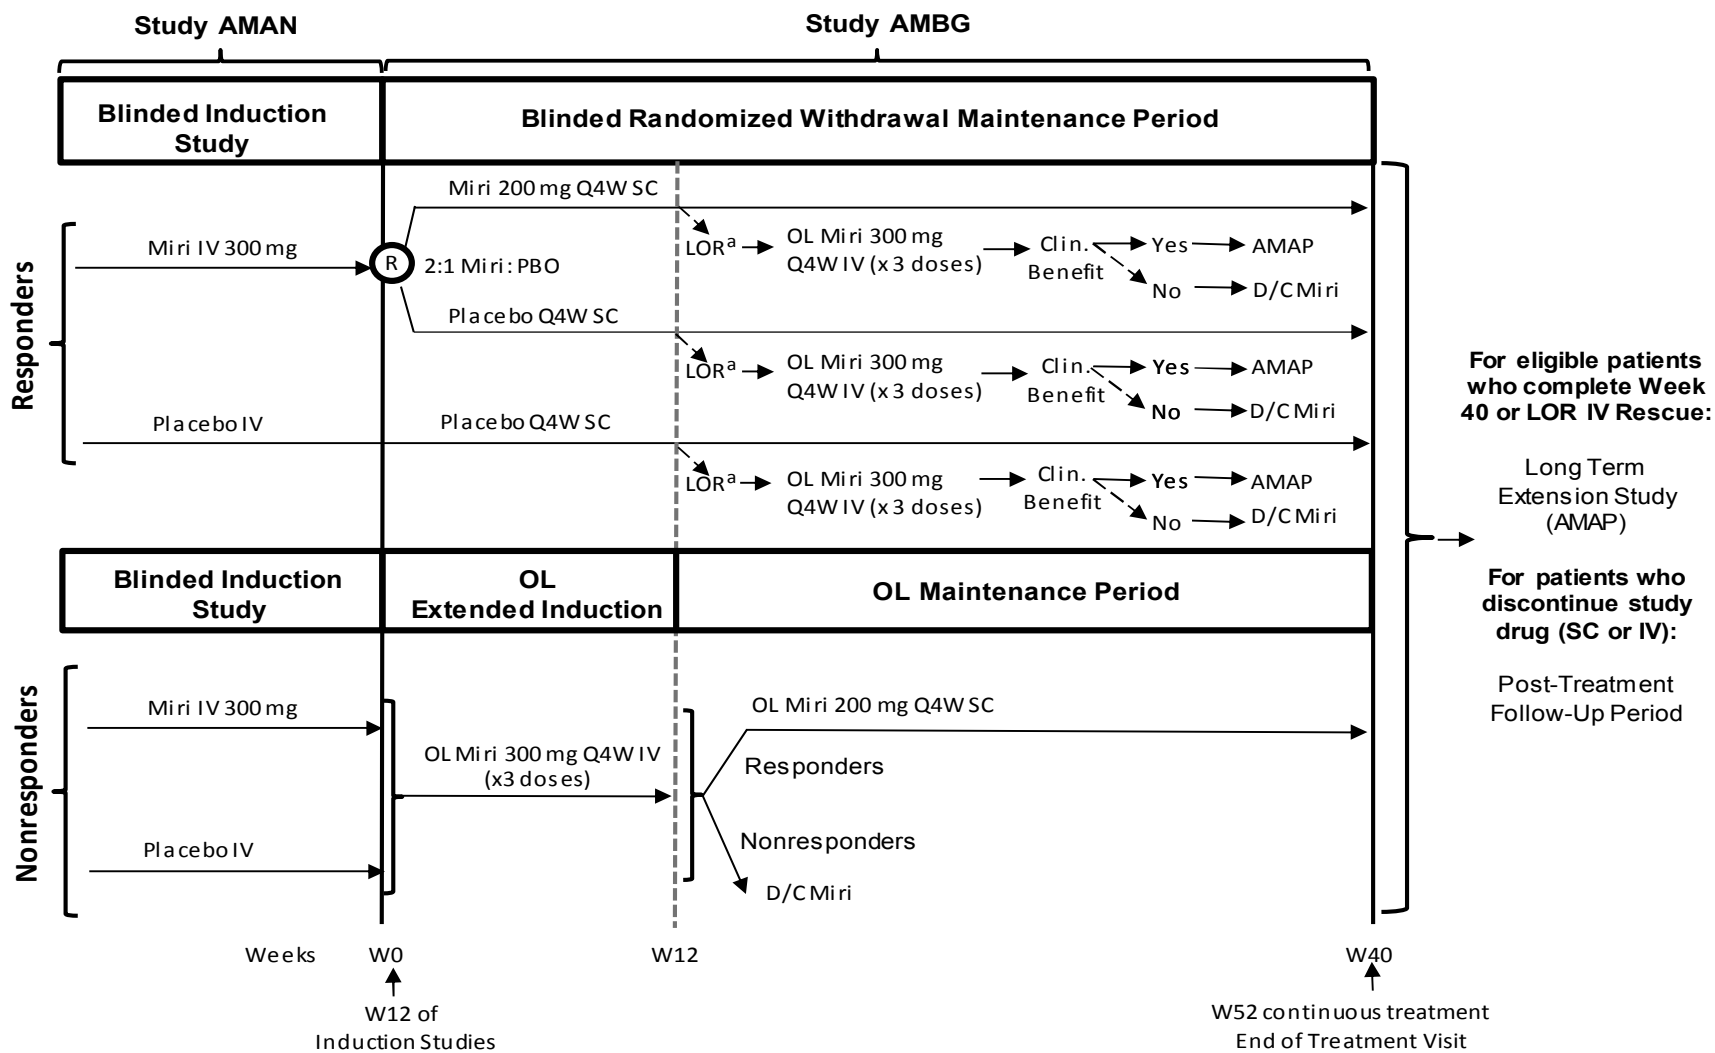 Study AMAN
Study AMBG
Blinded Induction
Study
Blinded Randomized Withdrawal Maintenance Period
Responders
Miri IV 300 mg
R
2:1 Miri: PBO
Miri 200 mg Q4W SC
LORa
OL Miri 300 mg
Q4W IV (x 3 doses)
Clin.
Benefit
Yes
AMAP
No
D/C Miri
Placebo Q4W SC
LORa
OL Miri 300 mg
Q4W IV (x 3 doses)
Clin.
Benefit
Yes
AMAP
No
D/C Miri
Placebo IV
Placebo Q4W SC
LORa
OL Miri 300 mg
Q4W IV (x 3 doses)
Clin.
Benefit
Yes
AMAP
No
D/C Miri
Blinded Induction
Study
OL
Extended Induction
OL Maintenance Period
Nonresponders
Miri IV 300 mg
Placebo IV
OL Miri 300 mg Q4W IV
(x3 doses)
OL Miri 200 mg Q4W SC
Responders
Nonresponders
D/C Miri
For eligible patients
who complete Week
40 or LOR IV Rescue:
Long Term
Extension Study
(AMAP)
For patients who
discontinue study
drug (SC or IV):
Post-Treatment
Follow-Up Period
Weeks
W0
W12
W40
W12 of
Induction Studies
W52 continuous treatment
End of Treatment Visit